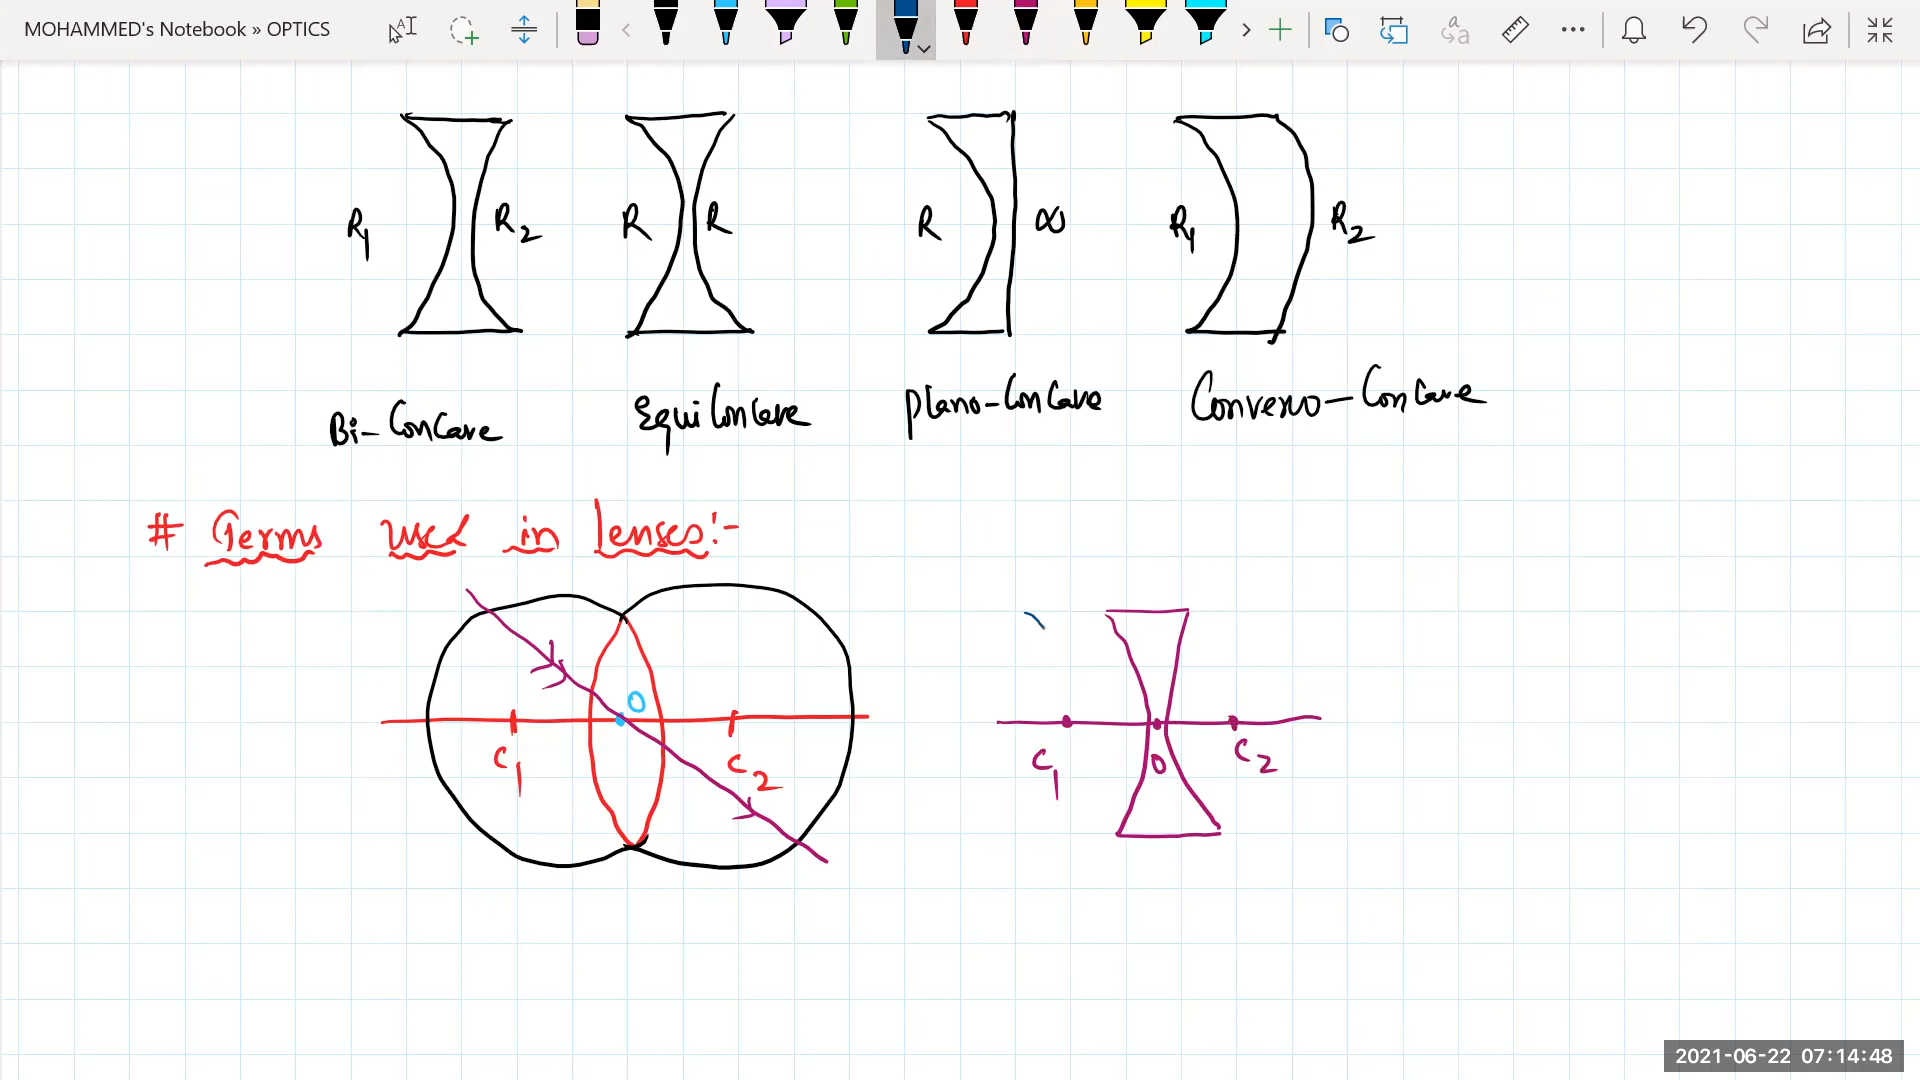 MOHAMMED's Notebook » OPTICS
R1 R2 R R R ∞ R1 R2
Bi-Concave Equi Concave Plano-Concave Convexo-Concave
# Terms used in lenses:-
O
C1 C2 C1 O C2
2021-06-22 07:14:48